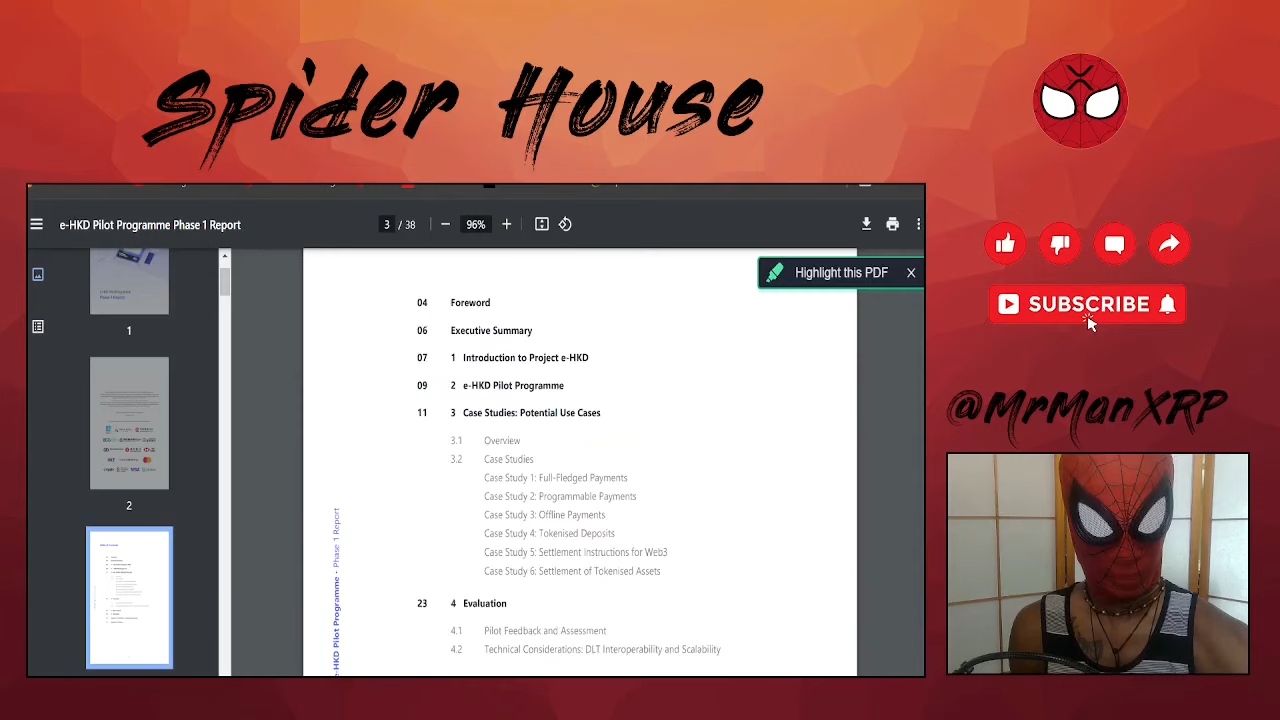 Spider House
e-HKD Pilot Programme Phase 1 Report
3 / 38
96%
Highlight this PDF
SUBSCRIBE
@MrManXRP
1
2
04 Foreword
06 Executive Summary
07 1 Introduction to Project e-HKD
09 2 e-HKD Pilot Programme
11 3 Case Studies: Potential Use Cases
3.1 Overview
3.2 Case Studies
Case Study 1: Full-Fledged Payments
Case Study 2: Programmable Payments
Case Study 3: Offline Payments
Case Study 4: Tokenised Deposits
Case Study 5: Settlement Instructions for Web3
Case Study 6: Settlement of Tokenised Assets
23 4 Evaluation
4.1 Pilot Feedback and Assessment
4.2 Technical Considerations: DLT Interoperability and Scalability
-HKD Pilot Programme - Phase 1 Report